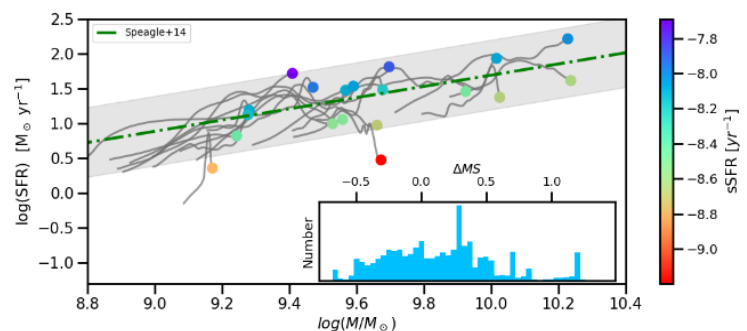 2.5
2.0
1.5
1.0
0.5
0.0
−0.5
−1.0
log(SFR) [M⊙ yr⁻¹]
Speagle+14
−0.5 0.0 0.5 1.0
ΔMS
Number
8.8 9.0 9.2 9.4 9.6 9.8 10.0 10.2 10.4
log(M/M⊙)
−7.8
−8.0
−8.2
−8.4
−8.6
−8.8
−9.0
sSFR [yr⁻¹]